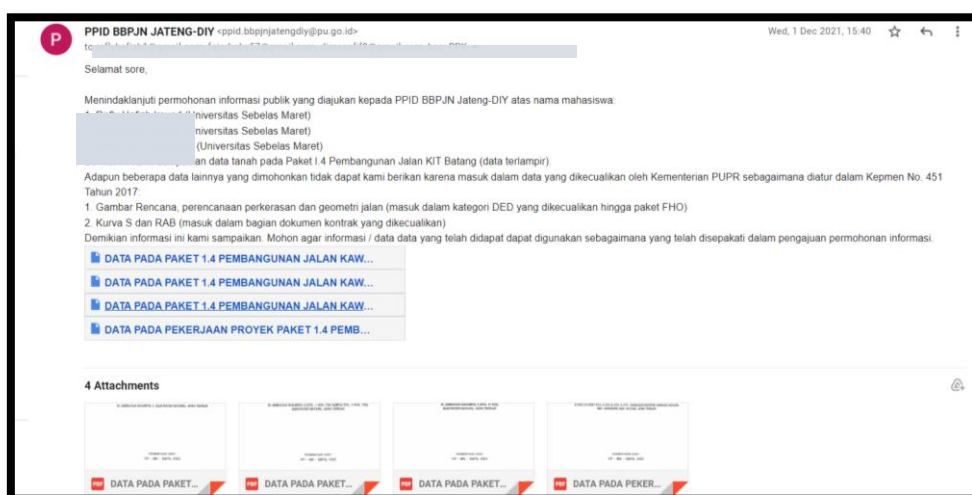 P
PPID BBPJN JATENG-DIY <ppid.bbpjnjatengdiy@pu.go.id>
Wed, 1 Dec 2021, 15:40
Selamat sore,
Menindaklanjuti permohonan informasi publik yang diajukan kepada PPID BBPJN Jateng-DIY atas nama mahasiswa:
Sebelas Maret)
Sebelas Maret)
(Universitas Sebelas Maret)
data tanah pada Paket I.4 Pembangunan Jalan KIT Batang (data terlampir).
Adapun beberapa data lainnya yang dimohonkan tidak dapat kami berikan karena masuk dalam data yang dikecualikan oleh Kementerian PUPR sebagaimana diatur dalam Kepmen No. 451
Tahun 2017:
1. Gambar Rencana, perencanaan perkerasan dan geometri jalan (masuk dalam kategori DED yang dikecualikan hingga paket FHO)
2. Kurva S dan RAB (masuk dalam bagian dokumen kontrak yang dikecualikan)
Demikian informasi ini kami sampaikan. Mohon agar informasi / data data yang telah didapat dapat digunakan sebagaimana yang telah disepakati dalam pengajuan permohonan informasi.
DATA PADA PAKET 1.4 PEMBANGUNAN JALAN KAW...
DATA PADA PAKET 1.4 PEMBANGUNAN JALAN KAW...
DATA PADA PAKET 1.4 PEMBANGUNAN JALAN KAW...
DATA PADA PEKERJAAN PROYEK PAKET 1.4 PEMB...
4 Attachments
PDF DATA PADA PAKET...
PDF DATA PADA PAKET...
PDF DATA PADA PAKET...
PDF DATA PADA PEKER...